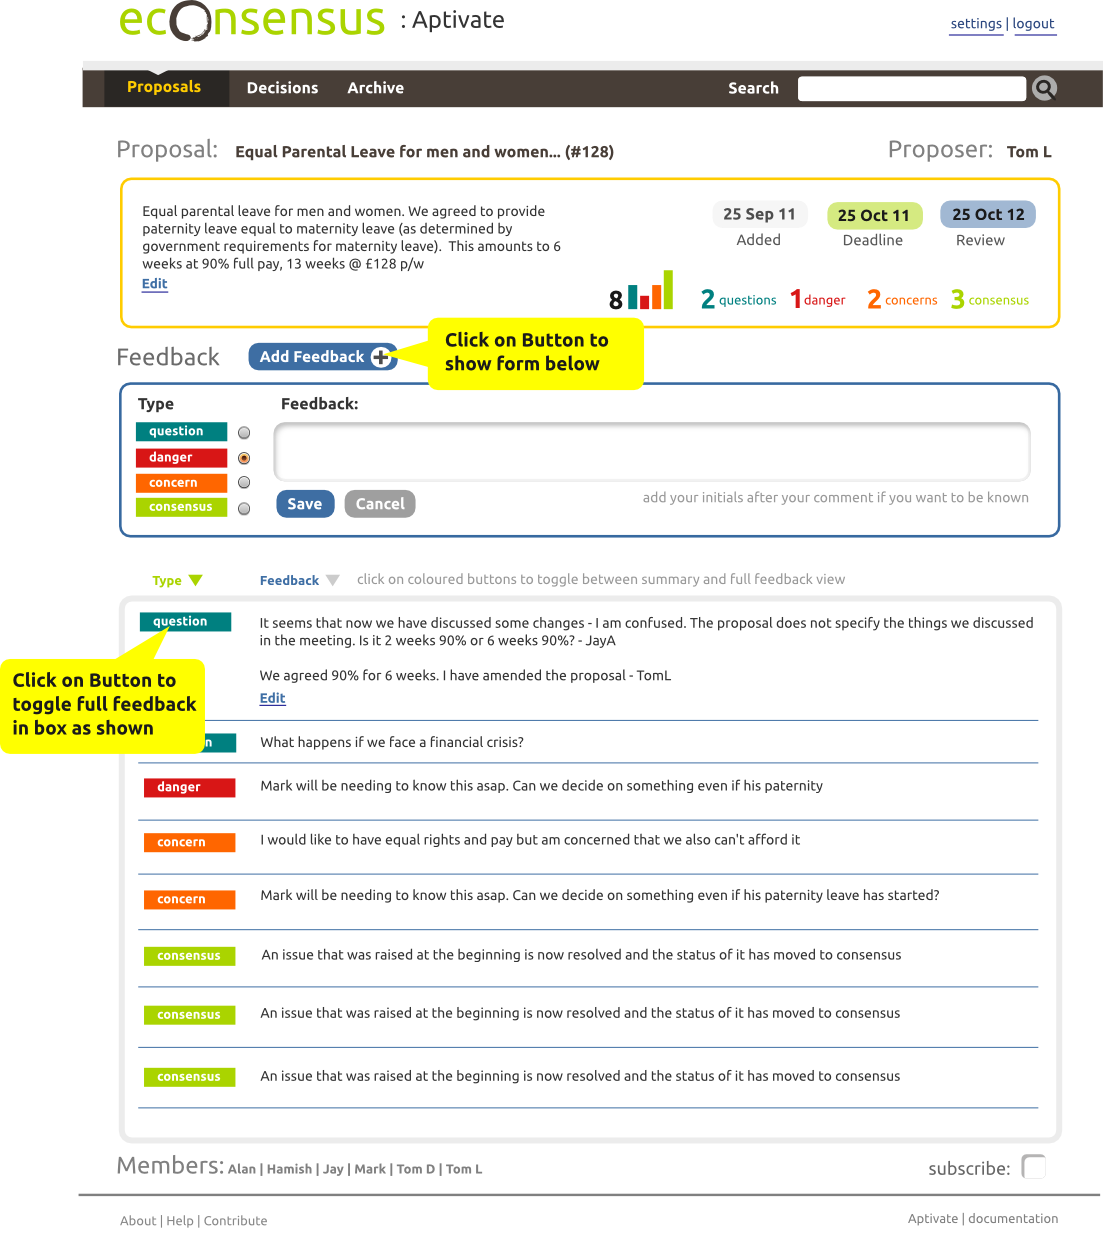 econsensus : Aptivate
settings | logout
Proposals Decisions Archive Search
Proposal: Equal Parental Leave for men and women... (#128) Proposer: Tom L
Equal parental leave for men and women. We agreed to provide
paternity leave equal to maternity leave (as determined by
government requirements for maternity leave). This amounts to 6
weeks at 90% full pay, 13 weeks @ £128 p/w
Edit
25 Sep 11 25 Oct 11 25 Oct 12
Added Deadline Review
8 2 questions 1 danger 2 concerns 3 consensus
Feedback Add Feedback
Click on Button to
show form below
Type Feedback:
question
danger
concern
consensus
Save Cancel
add your initials after your comment if you want to be known
Type Feedback click on coloured buttons to toggle between summary and full feedback view
question
It seems that now we have discussed some changes - I am confused. The proposal does not specify the things we discussed
in the meeting. Is it 2 weeks 90% or 6 weeks 90%? - JayA
We agreed 90% for 6 weeks. I have amended the proposal - TomL
Edit
Click on Button to
toggle full feedback
in box as shown
n What happens if we face a financial crisis?
danger Mark will be needing to know this asap. Can we decide on something even if his paternity
concern I would like to have equal rights and pay but am concerned that we also can't afford it
concern Mark will be needing to know this asap. Can we decide on something even if his paternity leave has started?
consensus An issue that was raised at the beginning is now resolved and the status of it has moved to consensus
consensus An issue that was raised at the beginning is now resolved and the status of it has moved to consensus
consensus An issue that was raised at the beginning is now resolved and the status of it has moved to consensus
Members: Alan | Hamish | Jay | Mark | Tom D | Tom L subscribe:
About | Help | Contribute Aptivate | documentation